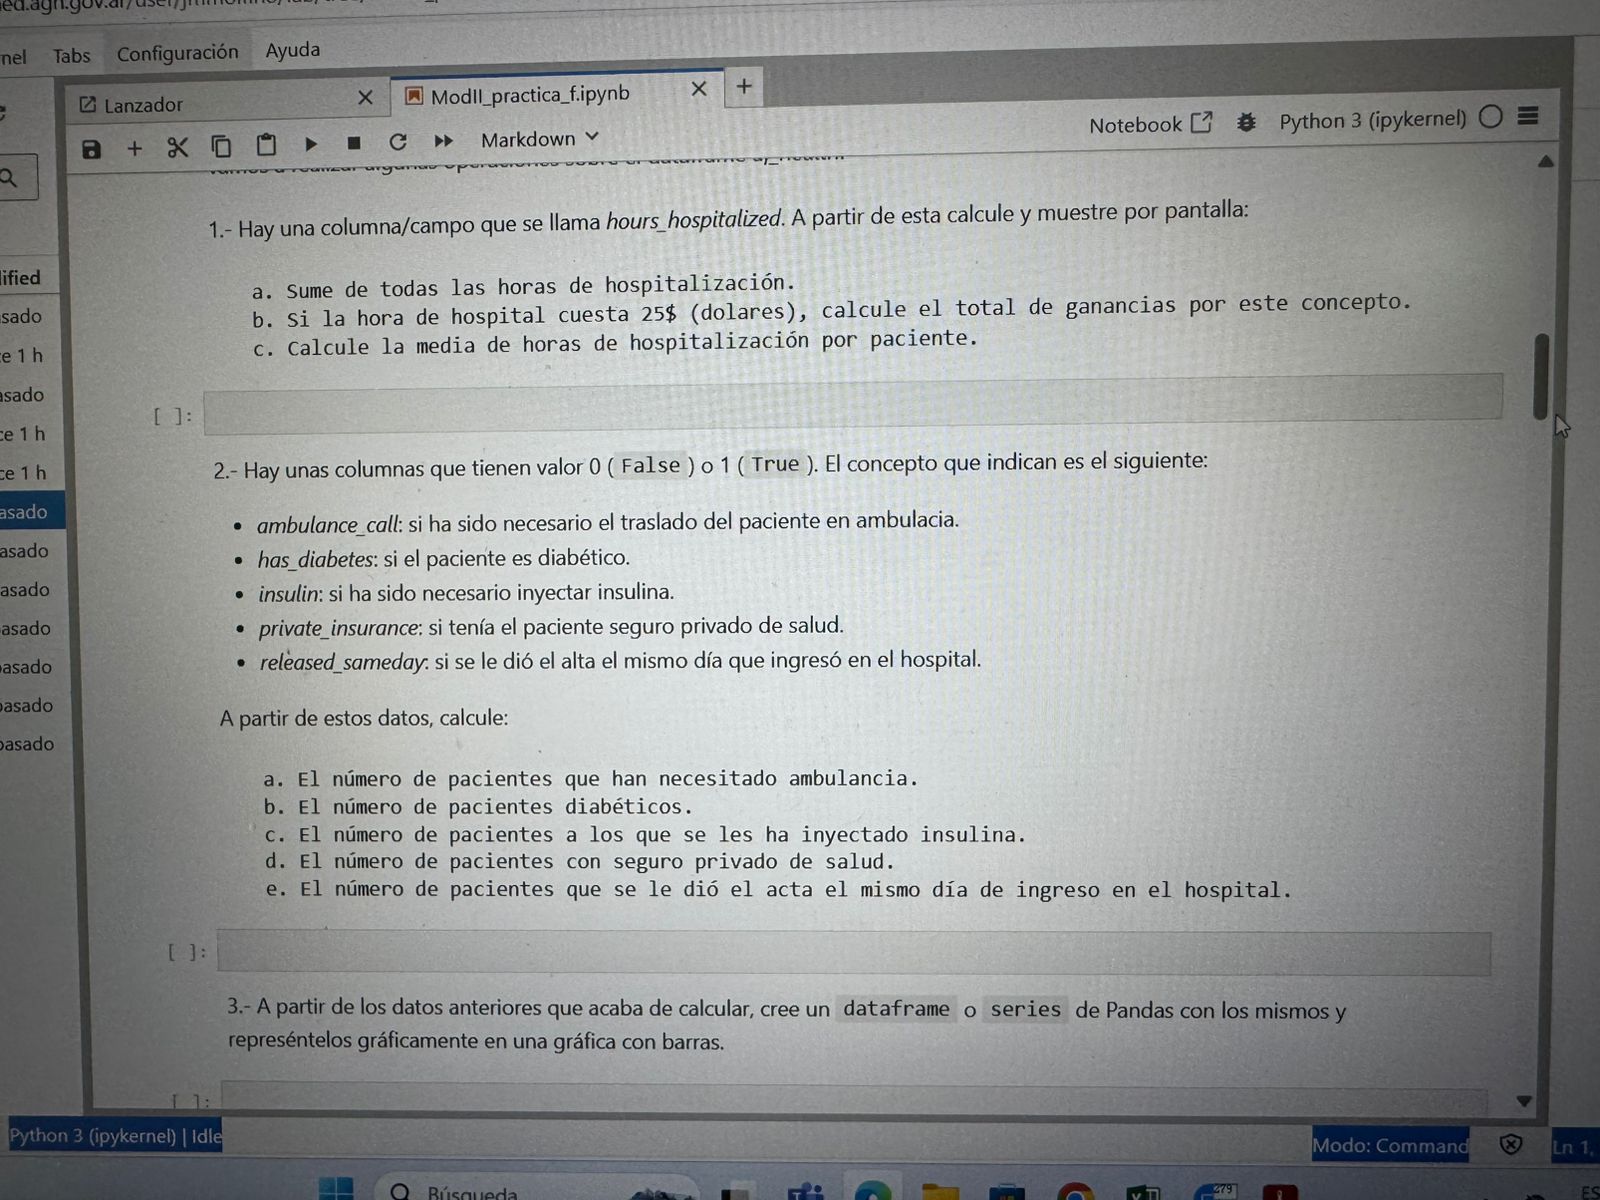 nel Tabs Configuración Ayuda
Lanzador
ModII_practica_f.ipynb
Markdown
Notebook
Python 3 (ipykernel)
1.- Hay una columna/campo que se llama hours_hospitalized. A partir de esta calcule y muestre por pantalla:
a. Sume de todas las horas de hospitalización.
b. Si la hora de hospital cuesta 25$ (dolares), calcule el total de ganancias por este concepto.
c. Calcule la media de horas de hospitalización por paciente.
[ ]:
2.- Hay unas columnas que tienen valor 0 ( False ) o 1 ( True ). El concepto que indican es el siguiente:
• ambulance_call: si ha sido necesario el traslado del paciente en ambulacia.
• has_diabetes: si el paciente es diabético.
• insulin: si ha sido necesario inyectar insulina.
• private_insurance: si tenía el paciente seguro privado de salud.
• released_sameday: si se le dió el alta el mismo día que ingresó en el hospital.
A partir de estos datos, calcule:
a. El número de pacientes que han necesitado ambulancia.
b. El número de pacientes diabéticos.
c. El número de pacientes a los que se les ha inyectado insulina.
d. El número de pacientes con seguro privado de salud.
e. El número de pacientes que se le dió el acta el mismo día de ingreso en el hospital.
[ ]:
3.- A partir de los datos anteriores que acaba de calcular, cree un dataframe o series de Pandas con los mismos y
represéntelos gráficamente en una gráfica con barras.
[ ]:
ified
sado
e 1 h
asado
ce 1 h
ce 1 h
asado
asado
asado
asado
pasado
pasado
pasado
Python 3 (ipykernel) | Idle
Modo: Command
Ln 1,
Búsqueda
279
ES